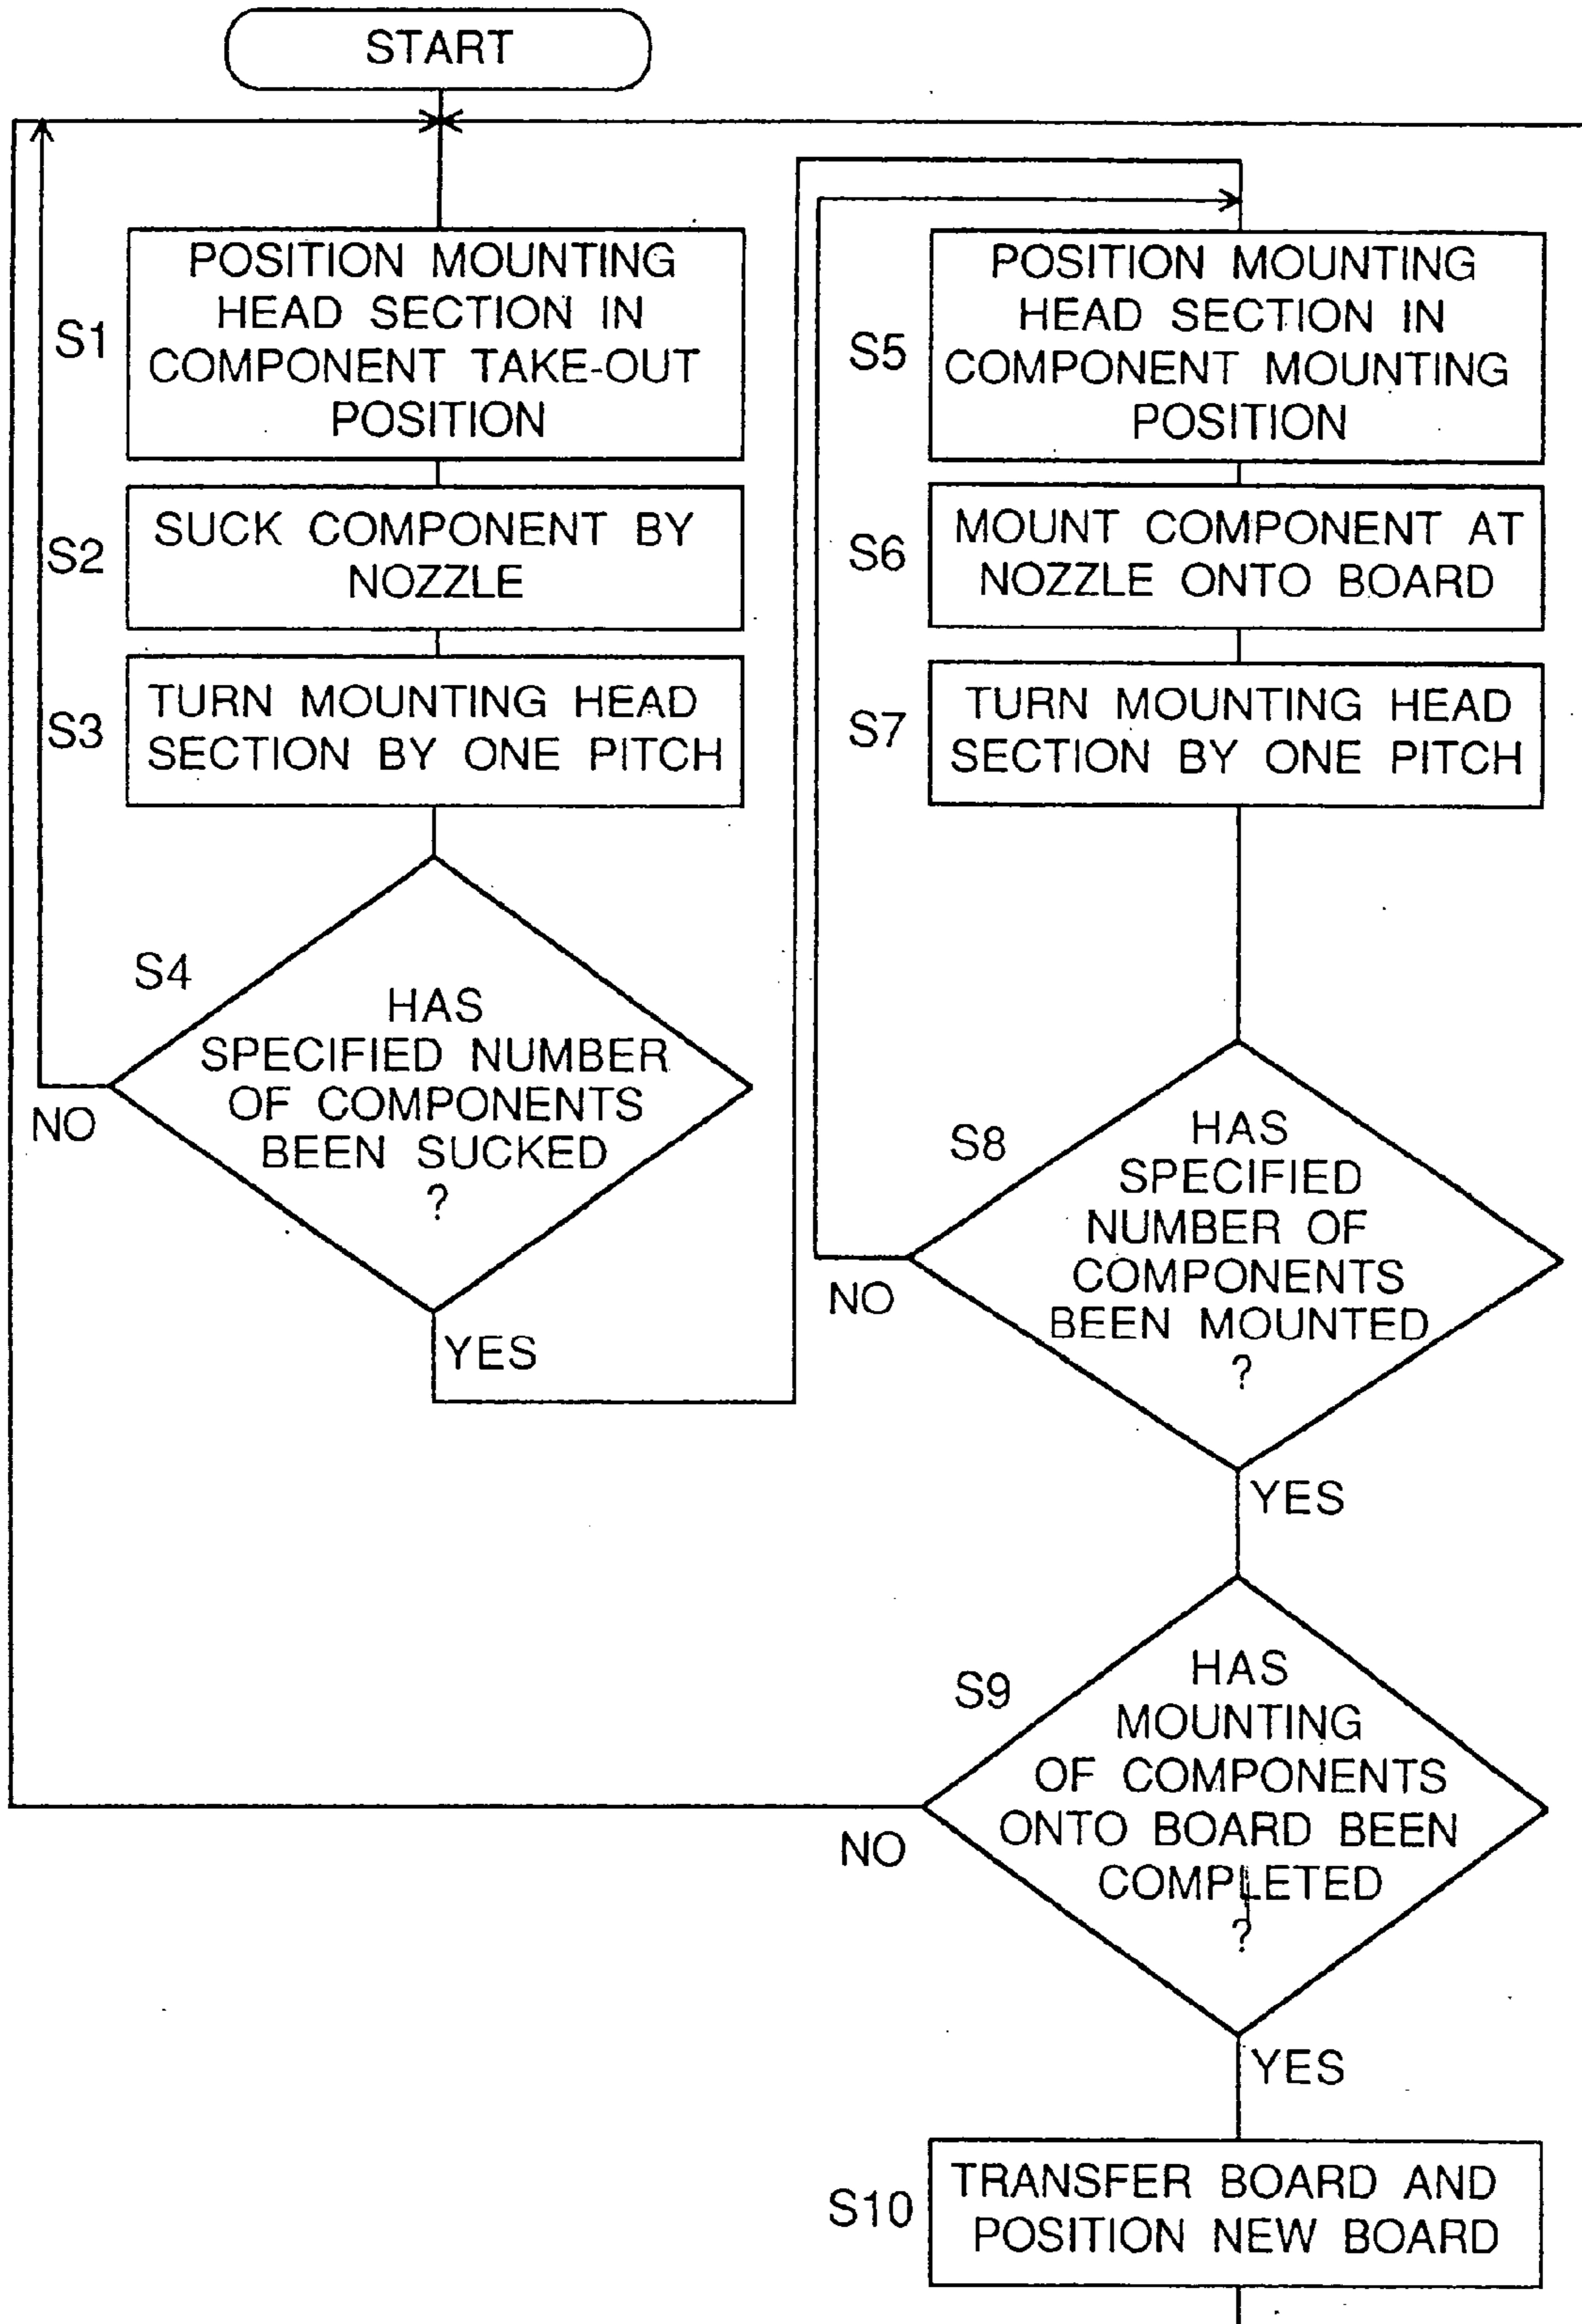 START
S1
POSITION MOUNTING
HEAD SECTION IN
COMPONENT TAKE-OUT
POSITION
S2
SUCK COMPONENT BY
NOZZLE
S3
TURN MOUNTING HEAD
SECTION BY ONE PITCH
S4
HAS
SPECIFIED NUMBER
OF COMPONENTS
BEEN SUCKED
?
NO
YES
S5
POSITION MOUNTING
HEAD SECTION IN
COMPONENT MOUNTING
POSITION
S6
MOUNT COMPONENT AT
NOZZLE ONTO BOARD
S7
TURN MOUNTING HEAD
SECTION BY ONE PITCH
S8
HAS
SPECIFIED
NUMBER OF
COMPONENTS
BEEN MOUNTED
?
NO
YES
S9
HAS
MOUNTING
OF COMPONENTS
ONTO BOARD BEEN
COMPLETED
?
NO
YES
S10
TRANSFER BOARD AND
POSITION NEW BOARD